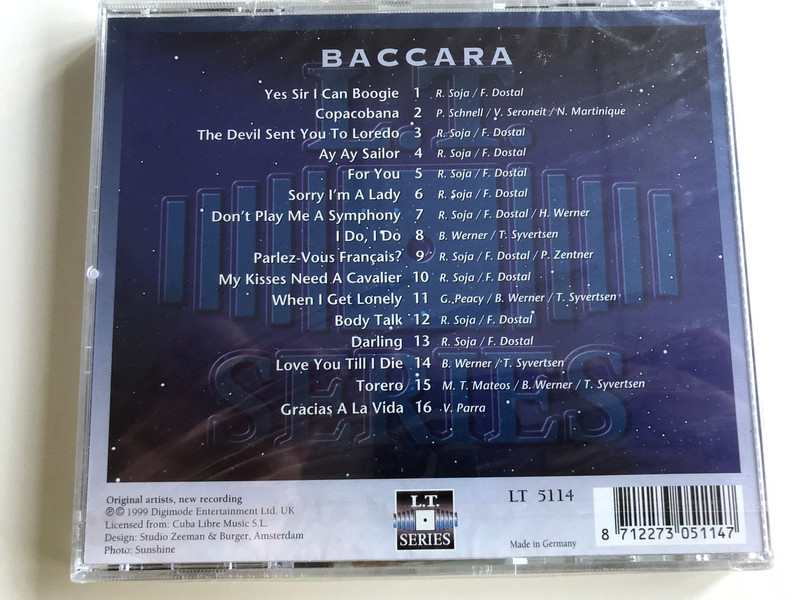 BACCARA
Yes Sir I Can Boogie 1 R. Soja / F. Dostal
Copacobana 2 P. Schnell / V. Seroneit / N. Martinique
The Devil Sent You To Loredo 3 R. Soja / F. Dostal
Ay Ay Sailor 4 R. Soja / F. Dostal
For You 5 R. Soja / F. Dostal
Sorry I'm A Lady 6 R. Soja / F. Dostal
Don't Play Me A Symphony 7 R. Soja / F. Dostal / H. Werner
I Do, I Do 8 B. Werner / T. Syvertsen
Parlez-Vous Français? 9 R. Soja / F. Dostal / P. Zentner
My Kisses Need A Cavalier 10 R. Soja / F. Dostal
When I Get Lonely 11 G. Peacy / B. Werner / T. Syvertsen
Body Talk 12 R. Soja / F. Dostal
Darling 13 R. Soja / F. Dostal
Love You Till I Die 14 B. Werner / T. Syvertsen
Torero 15 M. T. Mateos / B. Werner / T. Syvertsen
Gracias A La Vida 16 V. Parra
L.T.
SERIES
Original artists, new recording
℗© 1999 Digimode Entertainment Ltd. UK
Licensed from: Cuba Libre Music S.L.
Design: Studio Zeeman & Burger, Amsterdam
Photo: Sunshine
L.T.
SERIES
LT 5114
Made in Germany
8 712273 051147